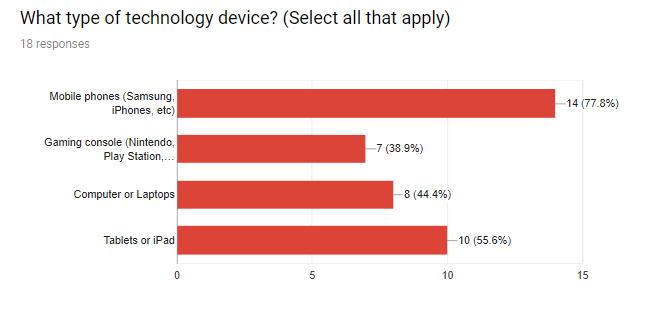 What type of technology device? (Select all that apply)
18 responses
Mobile phones (Samsung,
iPhones, etc)
14 (77.8%)
Gaming console (Nintendo,
Play Station,…
7 (38.9%)
Computer or Laptops
8 (44.4%)
Tablets or iPad
10 (55.6%)
0 5 10 15